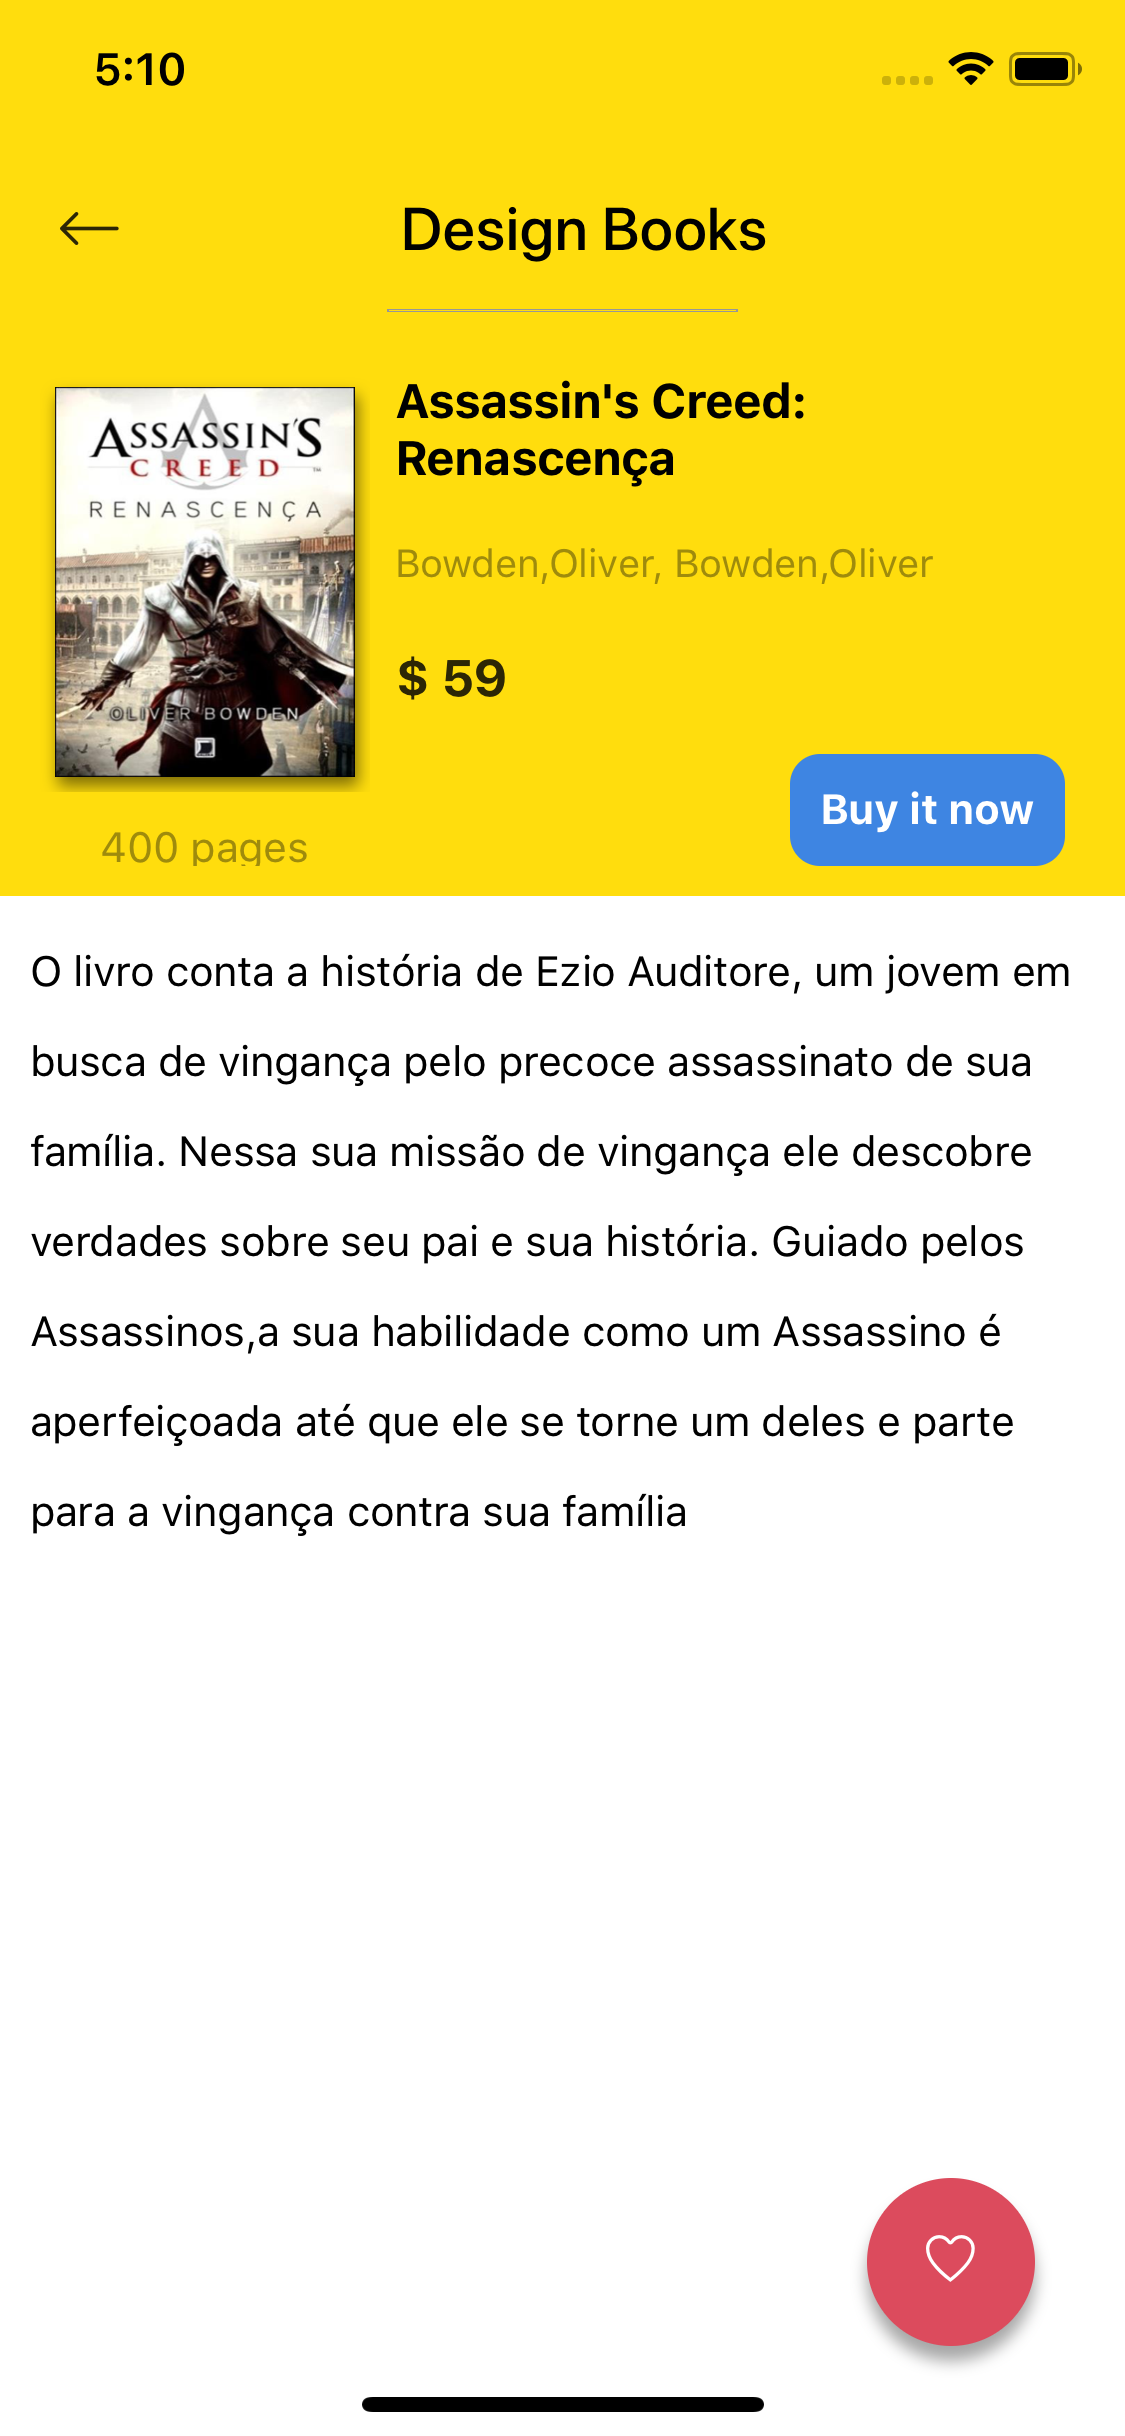 5:10
Design Books
ASSASSIN'S
CREED
RENASCENÇA
OLIVER BOWDEN
Assassin's Creed:
Renascença
Bowden,Oliver, Bowden,Oliver
$ 59
400 pages
Buy it now
O livro conta a história de Ezio Auditore, um jovem em
busca de vingança pelo precoce assassinato de sua
família. Nessa sua missão de vingança ele descobre
verdades sobre seu pai e sua história. Guiado pelos
Assassinos,a sua habilidade como um Assassino é
aperfeiçoada até que ele se torne um deles e parte
para a vingança contra sua família